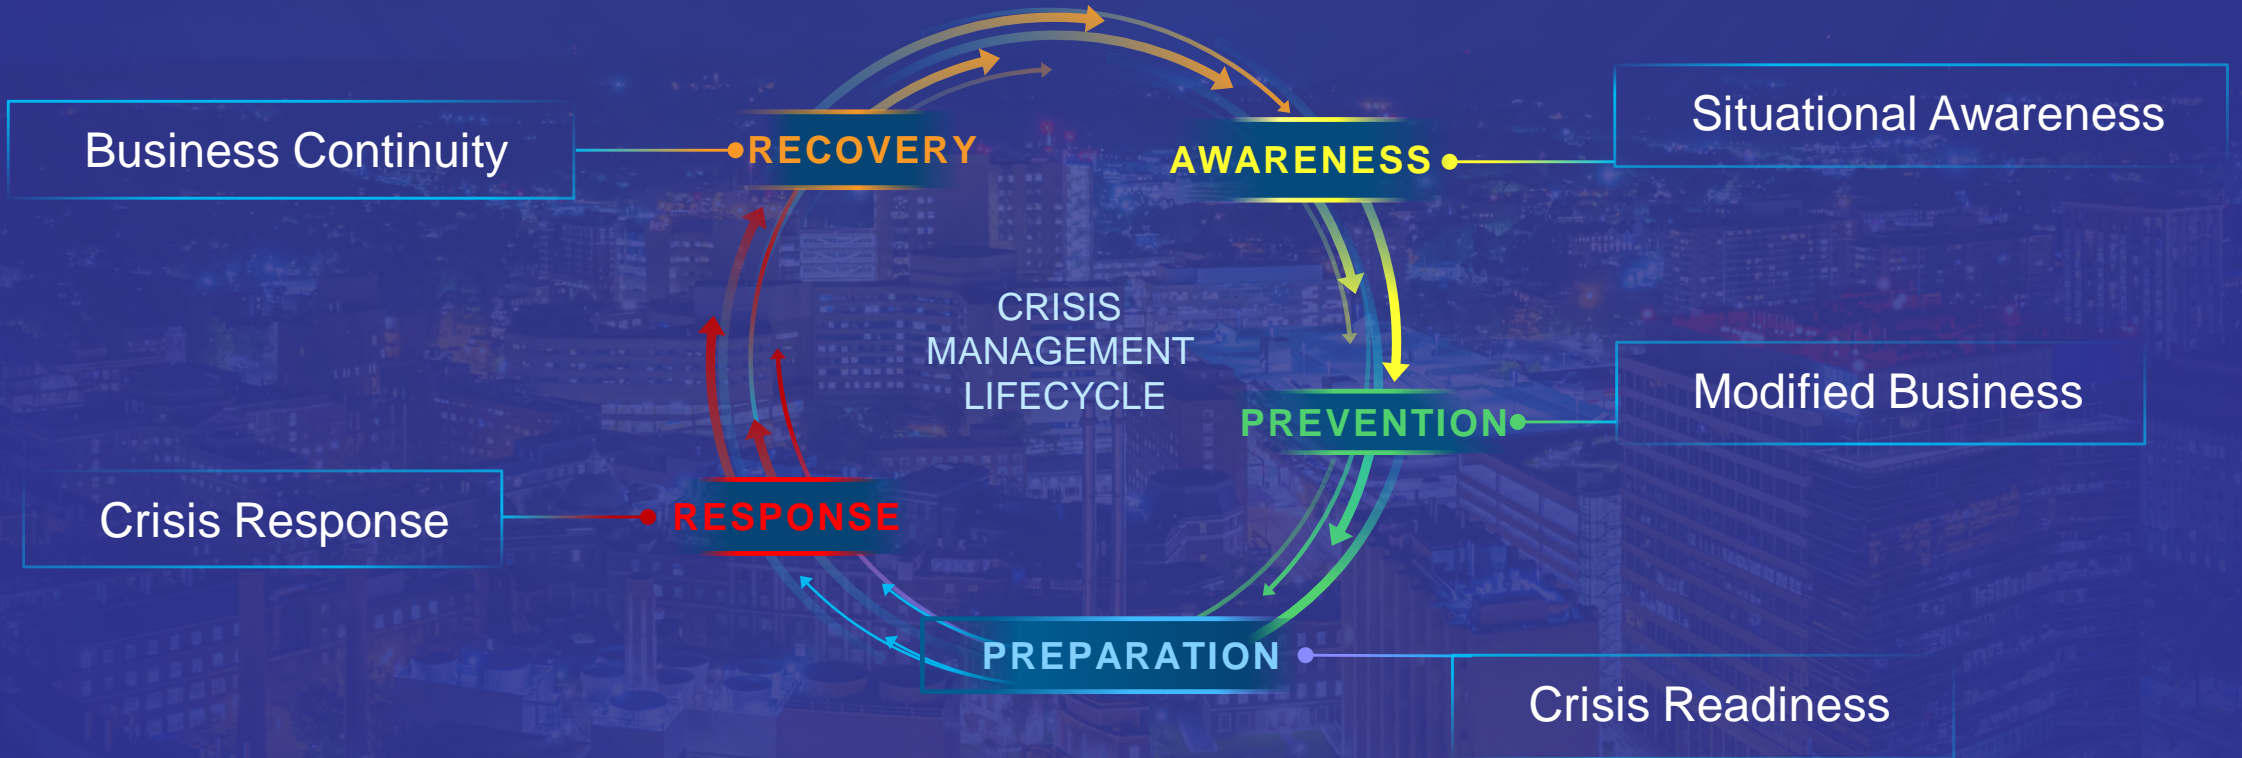 Business Continuity
RECOVERY
AWARENESS
Situational Awareness
CRISIS
MANAGEMENT
LIFECYCLE
PREVENTION
Modified Business
Crisis Response
RESPONSE
PREPARATION
Crisis Readiness